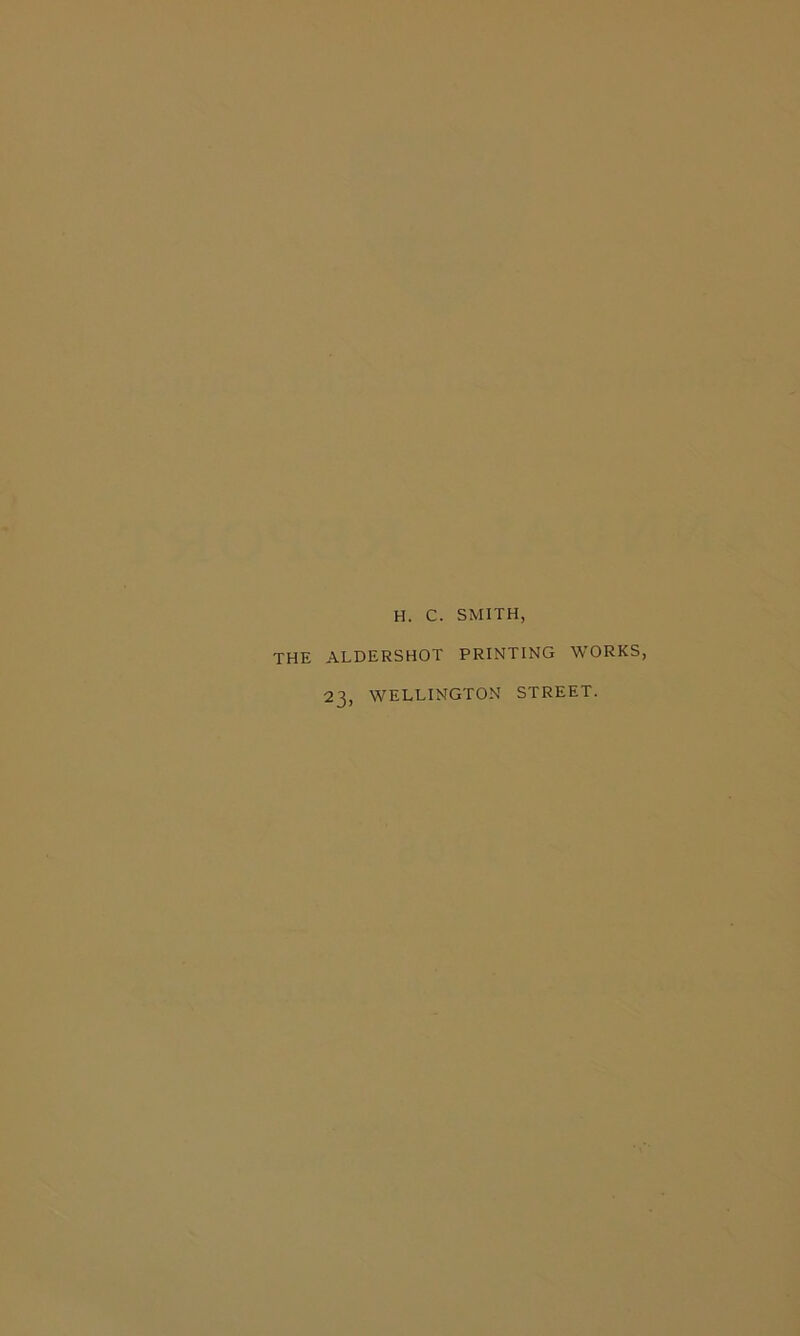 H. C. SMITH,
THE ALDERSHOT PRINTING WORKS,
23, WELLINGTON STREET.